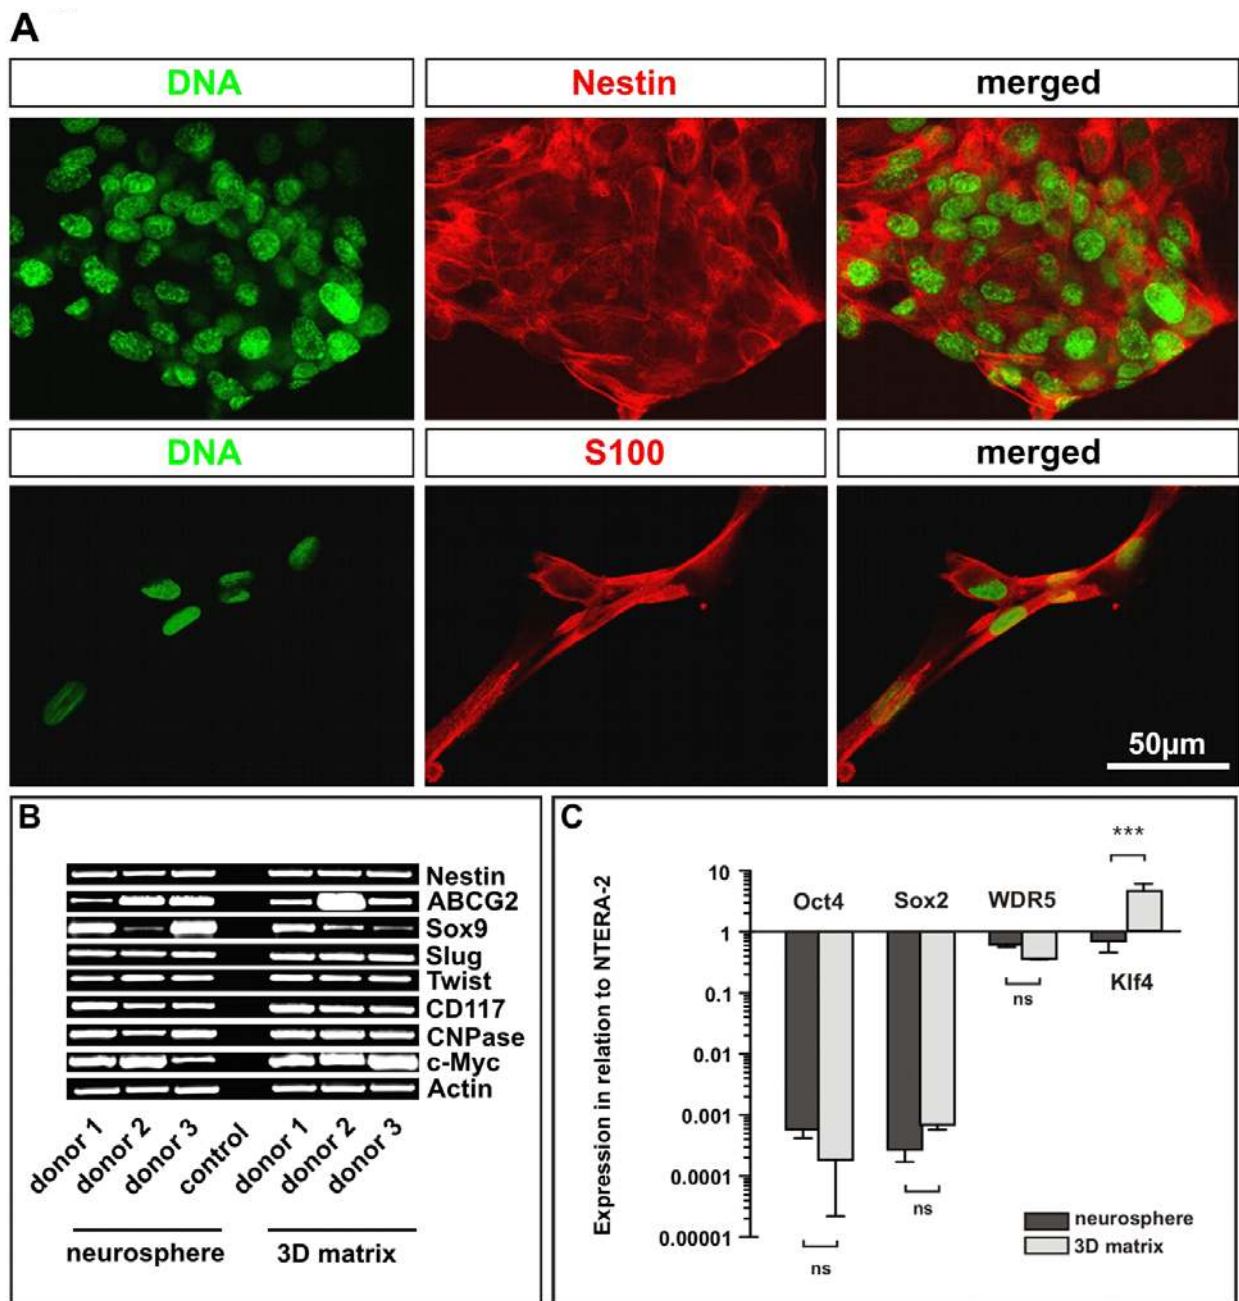 A
DNA Nestin merged
DNA S100 merged
50µm
B
Nestin
ABCG2
Sox9
Slug
Twist
CD117
CNPase
c-Myc
Actin
donor 1 donor 2 donor 3 control donor 1 donor 2 donor 3
neurosphere 3D matrix
C
Expression in relation to NTERA-2
***
10
Oct4 Sox2 WDR5
1
Klf4
ns
0.1
0.01
0.001
0.0001
ns
0.00001
ns
neurosphere
3D matrix